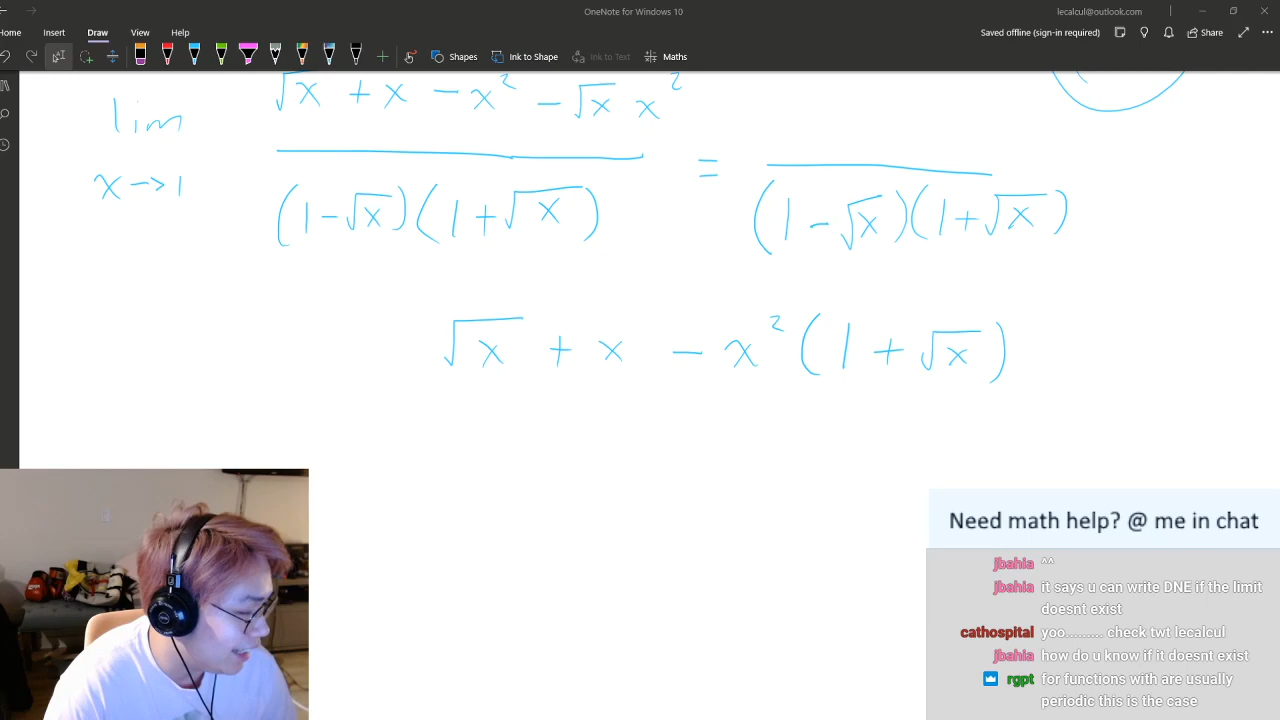 OneNote for Windows 10
lecalcul@outlook.com
Home Insert Draw View Help
Saved offline (sign-in required)
Share
Shapes
Ink to Shape
Ink to Text
Maths
lim x→1
√x + x - x² - √x x²
(1-√x)(1+√x)
=
(1-√x)(1+√x)
√x + x - x²(1+√x)
Need math help? @ me in chat
jbahia ^^
jbahia it says u can write DNE if the limit
doesnt exist
cathospital yoo......... check twt lecalcul
jbahia how do u know if it doesnt exist
rgpt for functions with are usually
periodic this is the case